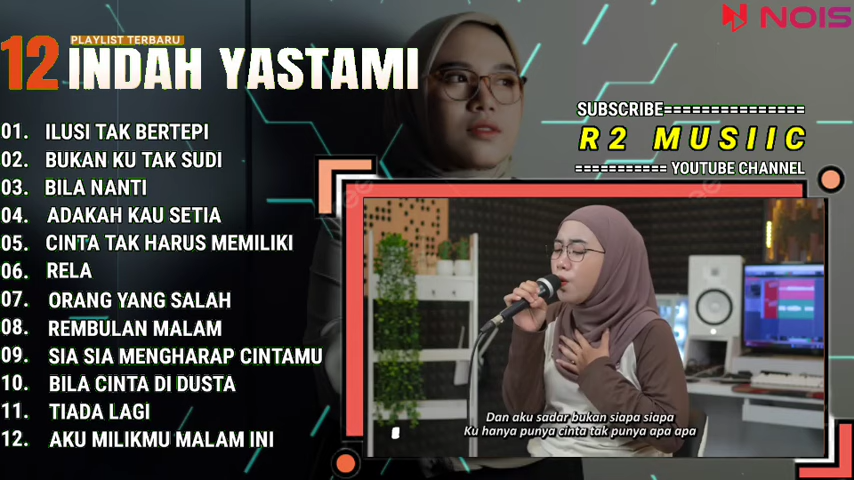 NOIS
PLAYLIST TERBARU
12 INDAH YASTAMI
SUBSCRIBE===============
R2 MUSIIC
=========== YOUTUBE CHANNEL
01. ILUSI TAK BERTEPI
02. BUKAN KU TAK SUDI
03. BILA NANTI
04. ADAKAH KAU SETIA
05. CINTA TAK HARUS MEMILIKI
06. RELA
07. ORANG YANG SALAH
08. REMBULAN MALAM
09. SIA SIA MENGHARAP CINTAMU
10. BILA CINTA DI DUSTA
11. TIADA LAGI
12. AKU MILIKMU MALAM INI
Dan aku sadar bukan siapa siapa
Ku hanya punya cinta tak punya apa apa